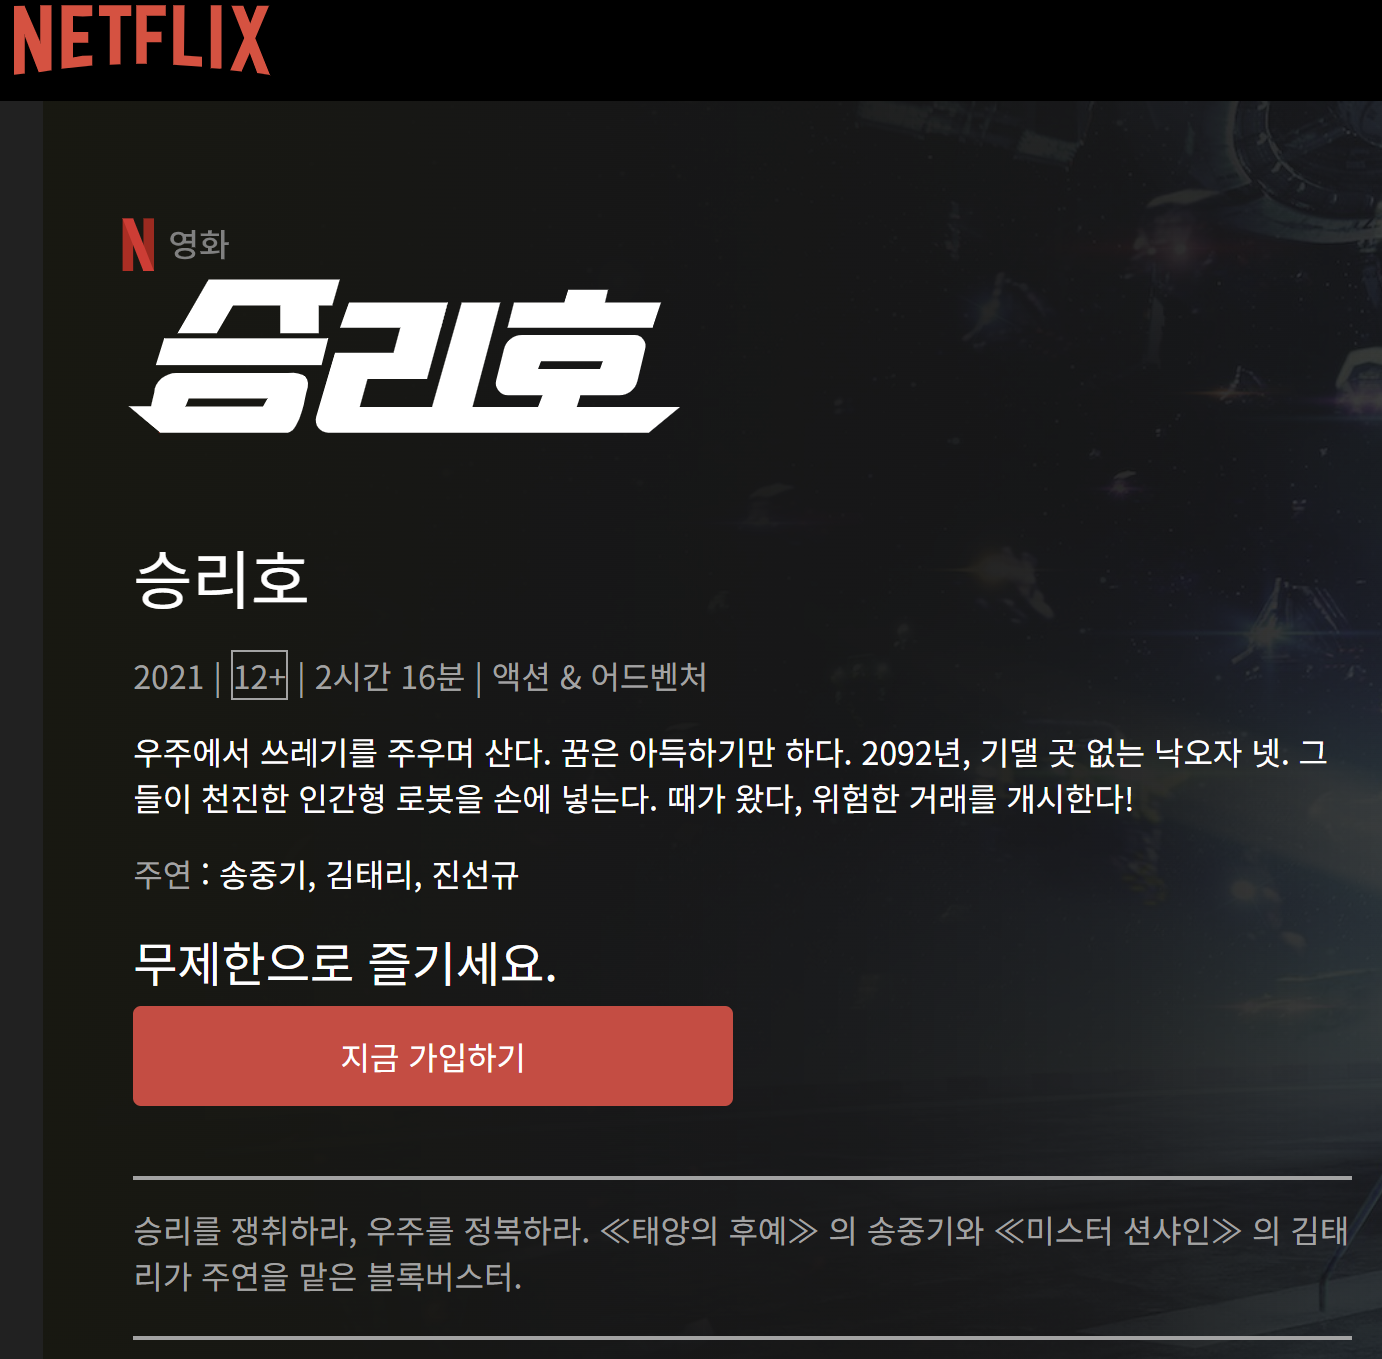 NETFLIX
N 영화
승리호
승리호
2021 | 12+ | 2시간 16분 | 액션 & 어드벤처
우주에서 쓰레기를 주우며 산다. 꿈은 아득하기만 하다. 2092년, 기댈 곳 없는 낙오자 넷. 그
들이 천진한 인간형 로봇을 손에 넣는다. 때가 왔다, 위험한 거래를 개시한다!
주연 : 송중기, 김태리, 진선규
무제한으로 즐기세요.
지금 가입하기
승리를 쟁취하라, 우주를 정복하라. ≪태양의 후예≫ 의 송중기와 ≪미스터 션샤인≫ 의 김태
리가 주연을 맡은 블록버스터.